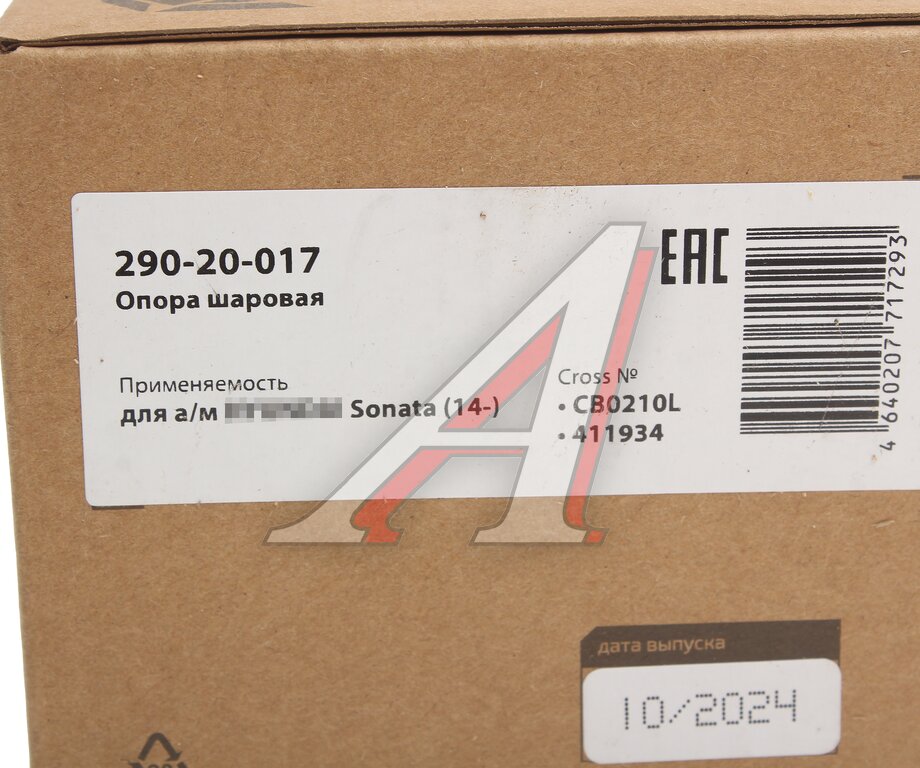 290-20-017
Опора шаровая
Применяемость
для а/м Sonata (14-)
Cross №
• CB0210L
• 411934
EAC
4 640207 717293
дата выпуска
10/2024